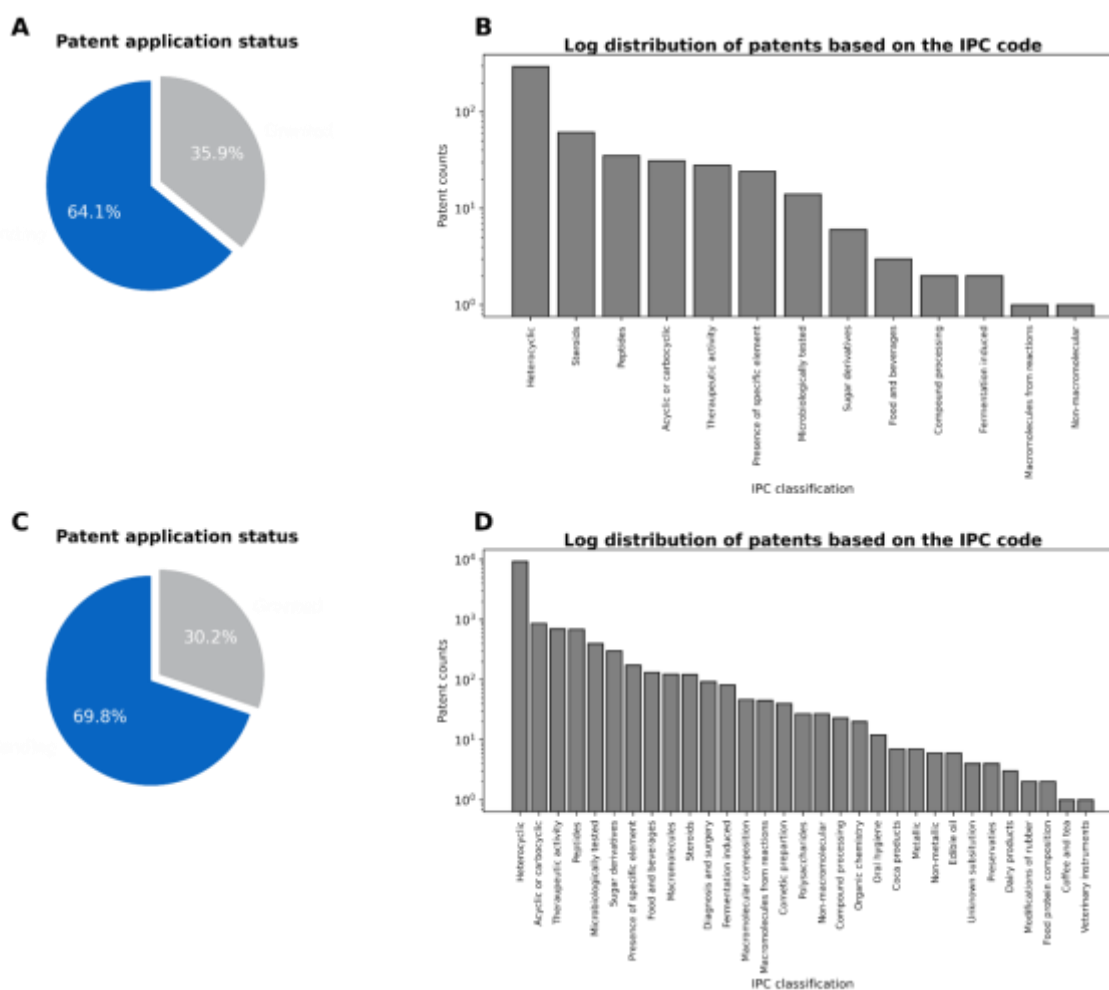 A
Patent application status
35.9%
64.1%
B
Log distribution of patents based on the IPC code
Patent counts
10²
10¹
10⁰
Heterocyclic
Steroids
Peptides
Acyclic or carbocyclic
Theraupeutic activity
Presence of specific element
Microbiologically tested
Sugar derivatives
Food and beverages
Compound processing
Fermentation induced
Macromolecules from reactions
Non-macromolecular
IPC classification
C
Patent application status
30.2%
69.8%
D
Log distribution of patents based on the IPC code
Patent counts
10⁴
10³
10²
10¹
10⁰
Heterocyclic
Acyclic or carbocyclic
Theraupeutic activity
Peptides
Microbiologically tested
Sugar derivatives
Presence of specific element
Food and beverages
Macromolecules
Steroids
Diagnosis and surgery
Fermentation induced
Macromolecular composition
Macromolecules from reactions
Cometic prepartion
Polysaccharides
Non-macromolecular
Compound processing
Organic chemistry
Oral hygiene
Coca products
Metallic
Non-metallic
Edible oil
Unknown subsitution
Preservaties
Dairy products
Modifications of rubber
Food protein composition
Coffee and tea
Veterinary instruments
IPC classification